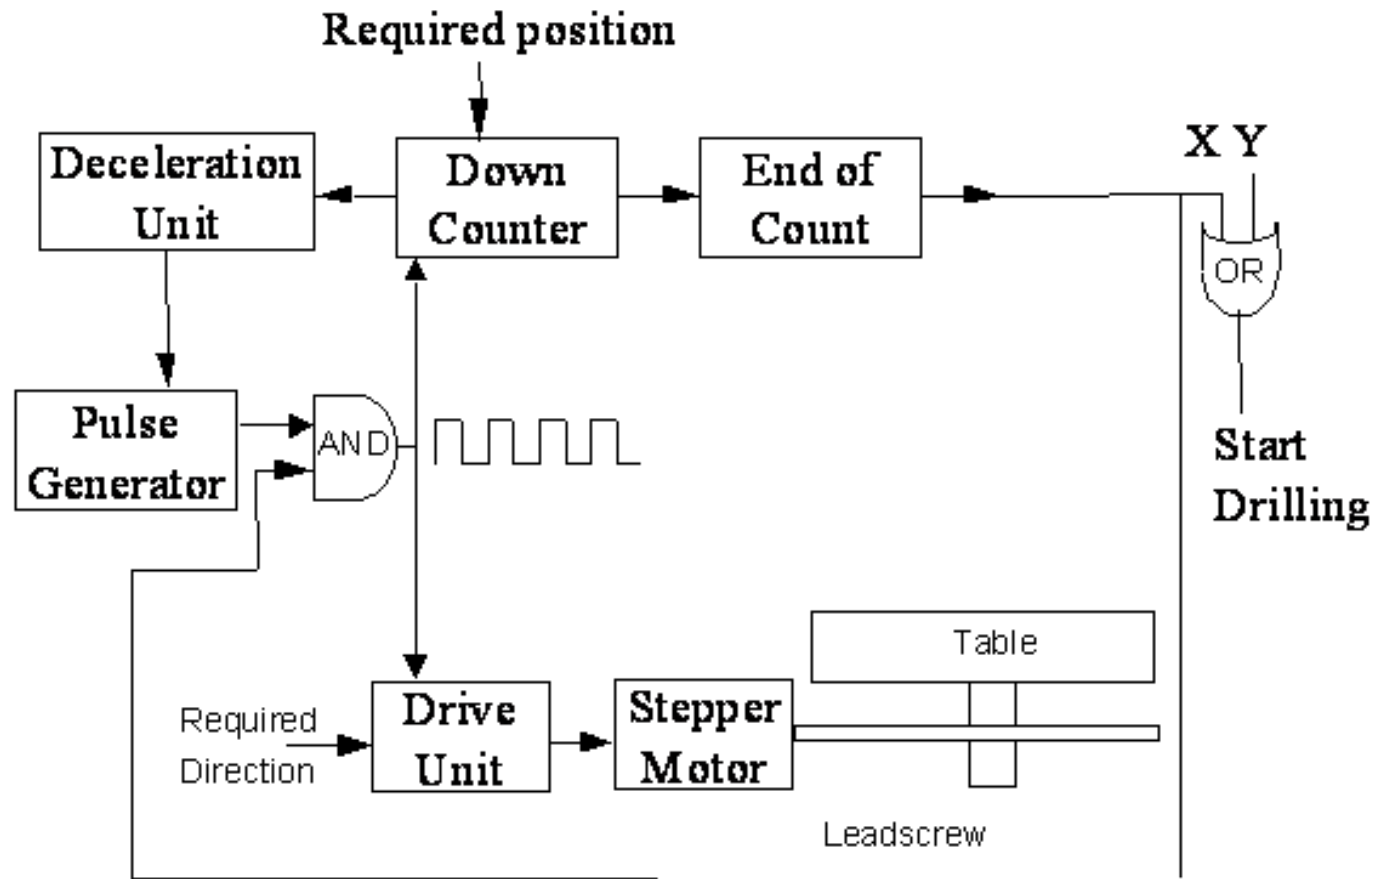 Required position
Deceleration
Unit
Down
Counter
End of
Count
X Y
OR
Pulse
Generator
AND
Start
Drilling
Required
Direction
Drive
Unit
Stepper
Motor
Table
Leadscrew